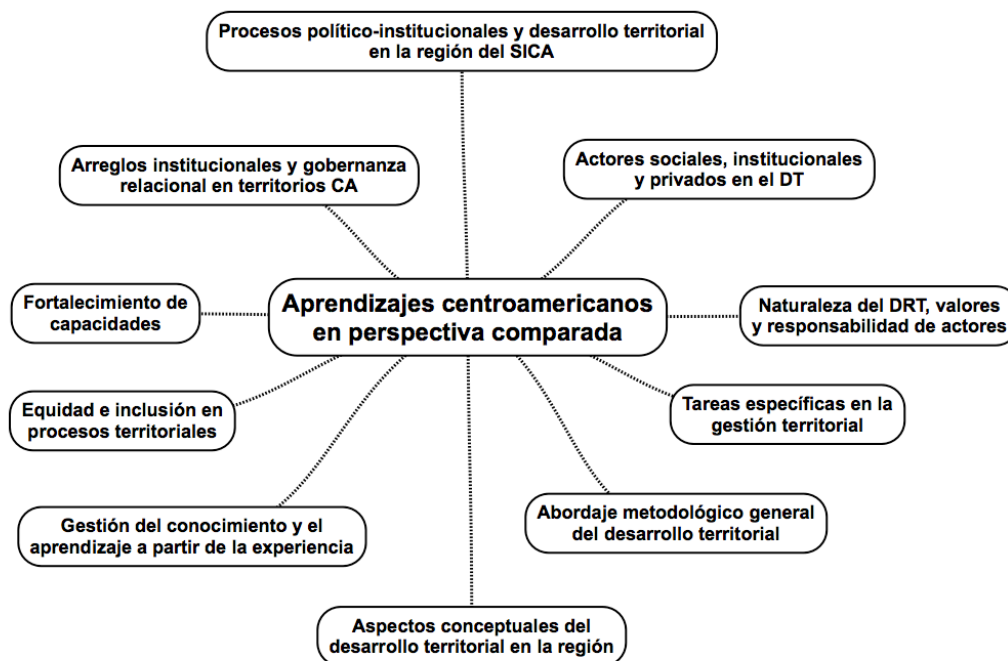 Procesos político-institucionales y desarrollo territorial
en la región del SICA
Arreglos institucionales y gobernanza
relacional en territorios CA
Actores sociales, institucionales
y privados en el DT
Fortalecimiento de
capacidades
Aprendizajes centroamericanos
en perspectiva comparada
Naturaleza del DRT, valores
y responsabilidad de actores
Equidad e inclusión en
procesos territoriales
Tareas específicas en la
gestión territorial
Gestión del conocimiento y el
aprendizaje a partir de la experiencia
Abordaje metodológico general
del desarrollo territorial
Aspectos conceptuales del
desarrollo territorial en la región